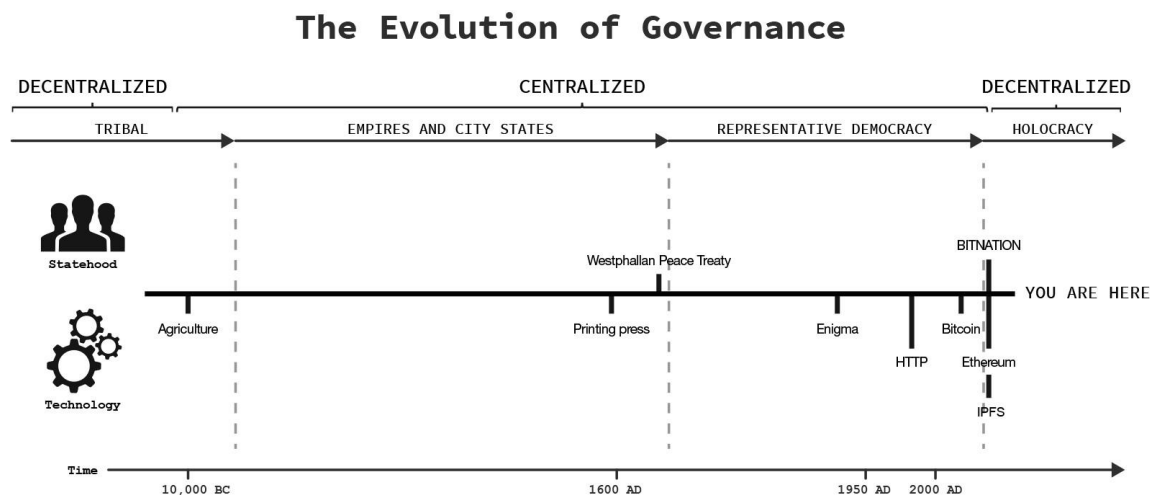 The Evolution of Governance
DECENTRALIZED
CENTRALIZED
DECENTRALIZED
TRIBAL
EMPIRES AND CITY STATES
REPRESENTATIVE DEMOCRACY
HOLOCRACY
Statehood
Westphallan Peace Treaty
BITNATION
YOU ARE HERE
Agriculture
Printing press
Enigma
Bitcoin
HTTP
Ethereum
IPFS
Technology
Time
10,000 BC
1600 AD
1950 AD
2000 AD